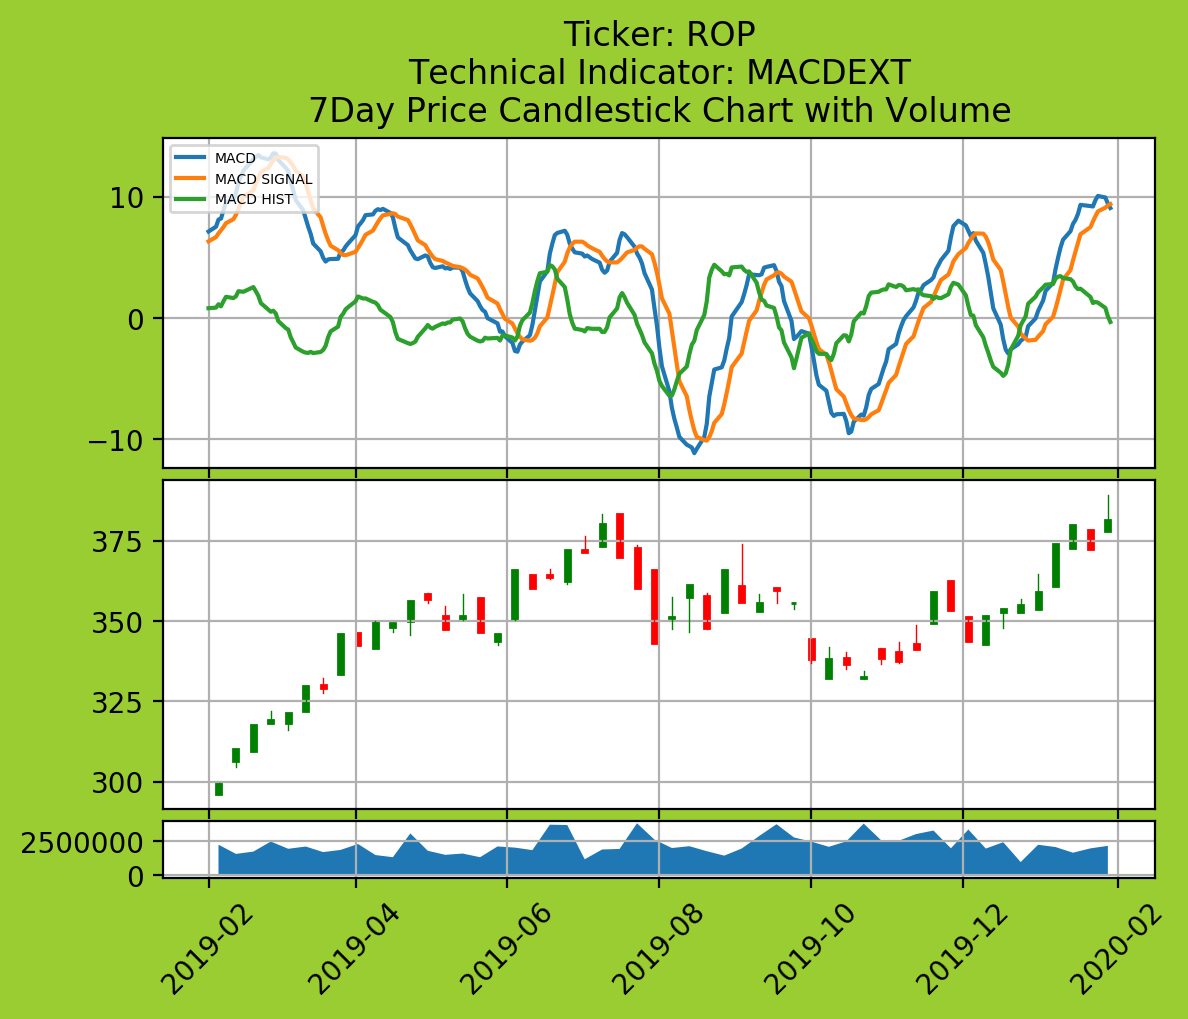 Ticker: ROP
Technical Indicator: MACDEXT
7Day Price Candlestick Chart with Volume
MACD
MACD SIGNAL
MACD HIST
10
0
−10
375
350
325
300
2500000
0
2019-02
2019-04
2019-06
2019-08
2019-10
2019-12
2020-02